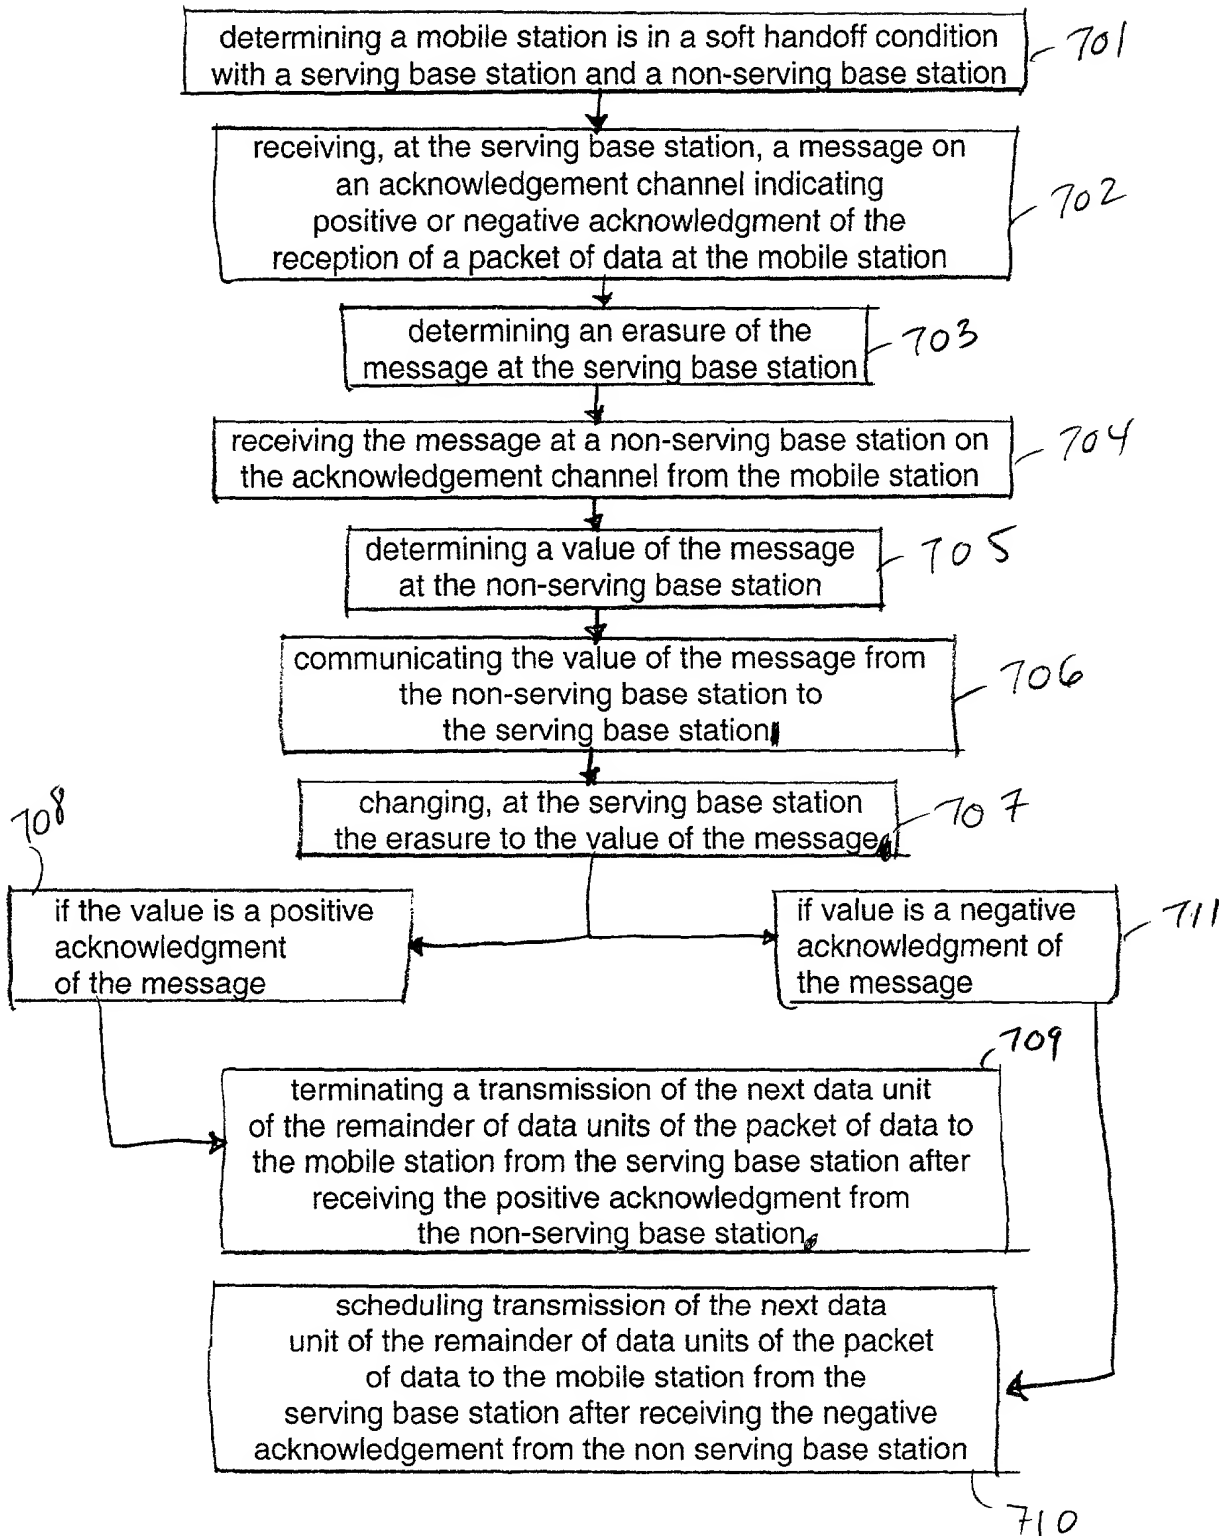 determining a mobile station is in a soft handoff condition
with a serving base station and a non-serving base station
701
receiving, at the serving base station, a message on
an acknowledgement channel indicating
positive or negative acknowledgment of the
reception of a packet of data at the mobile station
702
determining an erasure of the
message at the serving base station
703
receiving the message at a non-serving base station on
the acknowledgement channel from the mobile station
704
determining a value of the message
at the non-serving base station
705
communicating the value of the message from
the non-serving base station to
the serving base station
706
changing, at the serving base station
the erasure to the value of the message
707
708
if the value is a positive
acknowledgment
of the message
if value is a negative
acknowledgment of
the message
711
709
terminating a transmission of the next data unit
of the remainder of data units of the packet of data to
the mobile station from the serving base station after
receiving the positive acknowledgment from
the non-serving base station
scheduling transmission of the next data
unit of the remainder of data units of the packet
of data to the mobile station from the
serving base station after receiving the negative
acknowledgement from the non serving base station
710